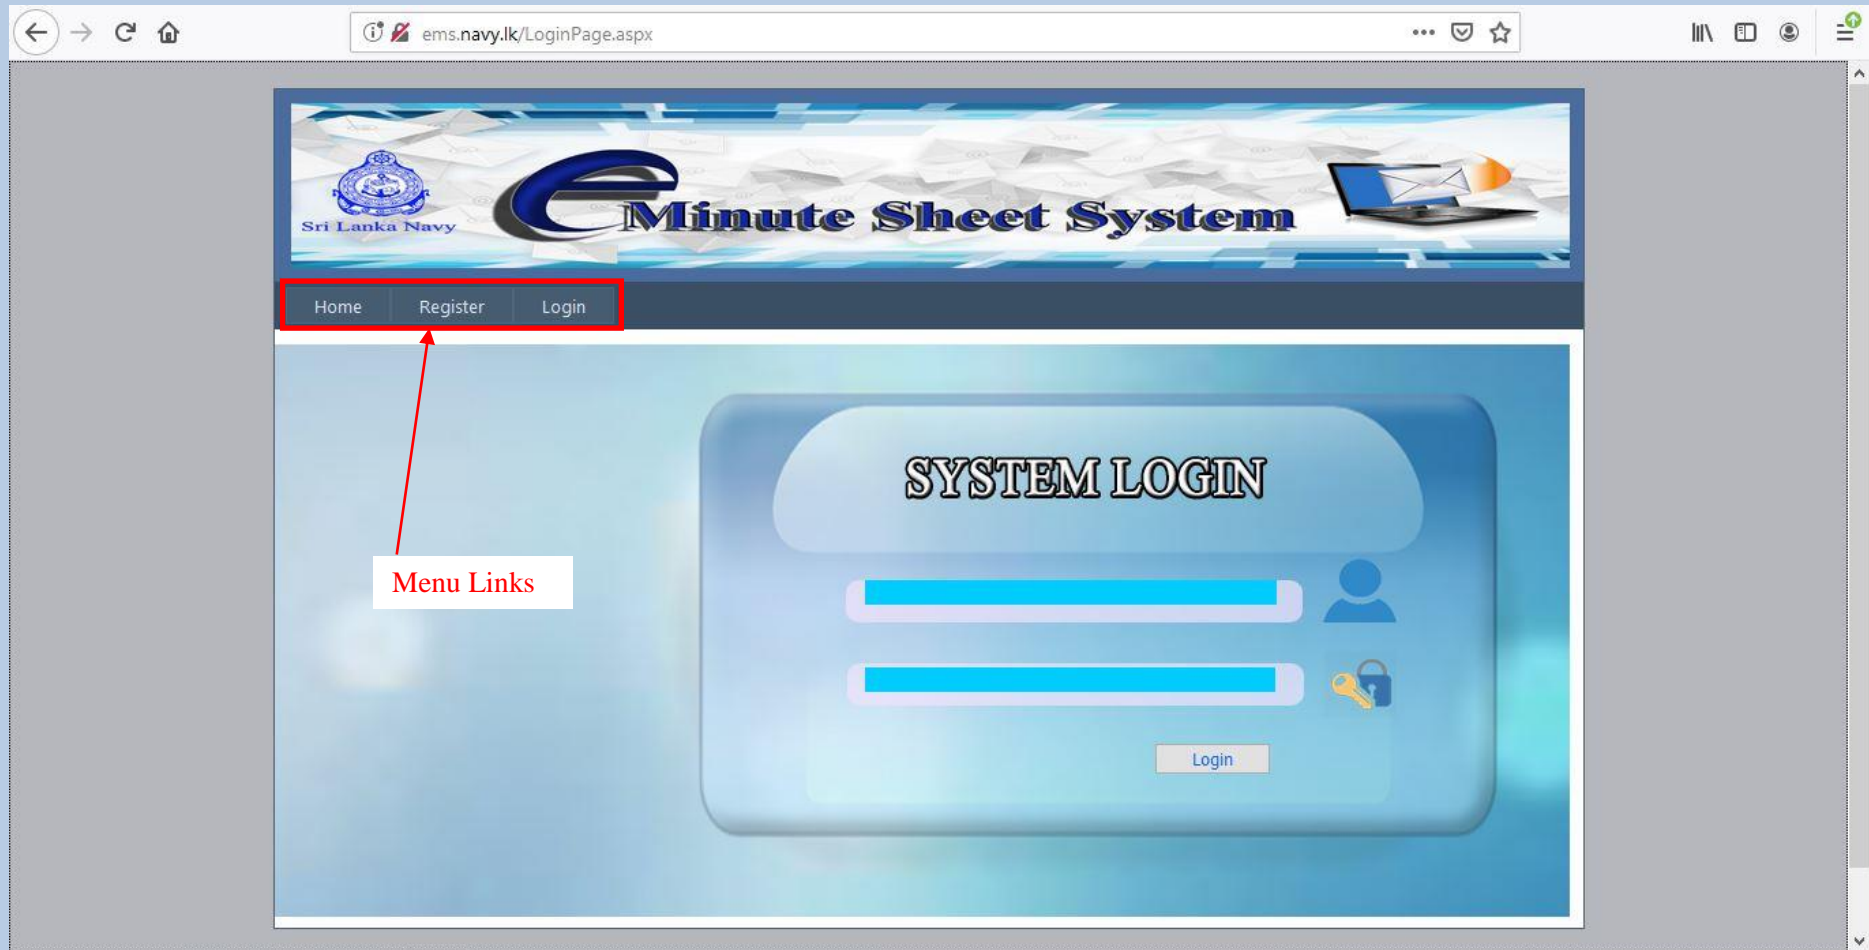 ems.navy.lk/LoginPage.aspx
Sri Lanka Navy
e Minute Sheet System
Home Register Login
SYSTEM LOGIN
Menu Links
Login